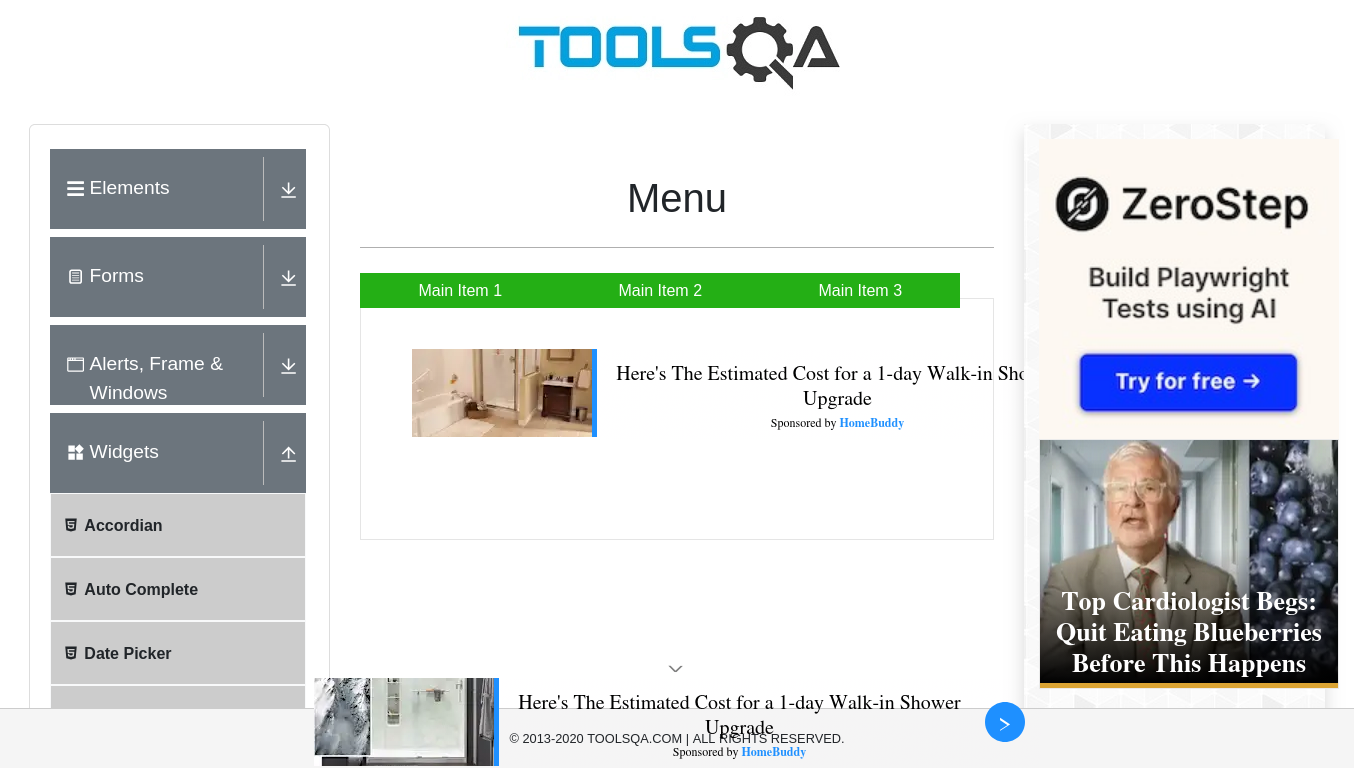 TOOLSQA
Elements
Forms
Alerts, Frame &
Windows
Widgets
Accordian
Auto Complete
Date Picker
Menu
Main Item 1
Main Item 2
Main Item 3
Here's The Estimated Cost for a 1-day Walk-in Sho
Upgrade
Sponsored by HomeBuddy
ZeroStep
Build Playwright
Tests using AI
Try for free →
Top Cardiologist Begs:
Quit Eating Blueberries
Before This Happens
Here's The Estimated Cost for a 1-day Walk-in Shower
Upgrade
© 2013-2020 TOOLSQA.COM | ALL RIGHTS RESERVED.
Sponsored by HomeBuddy